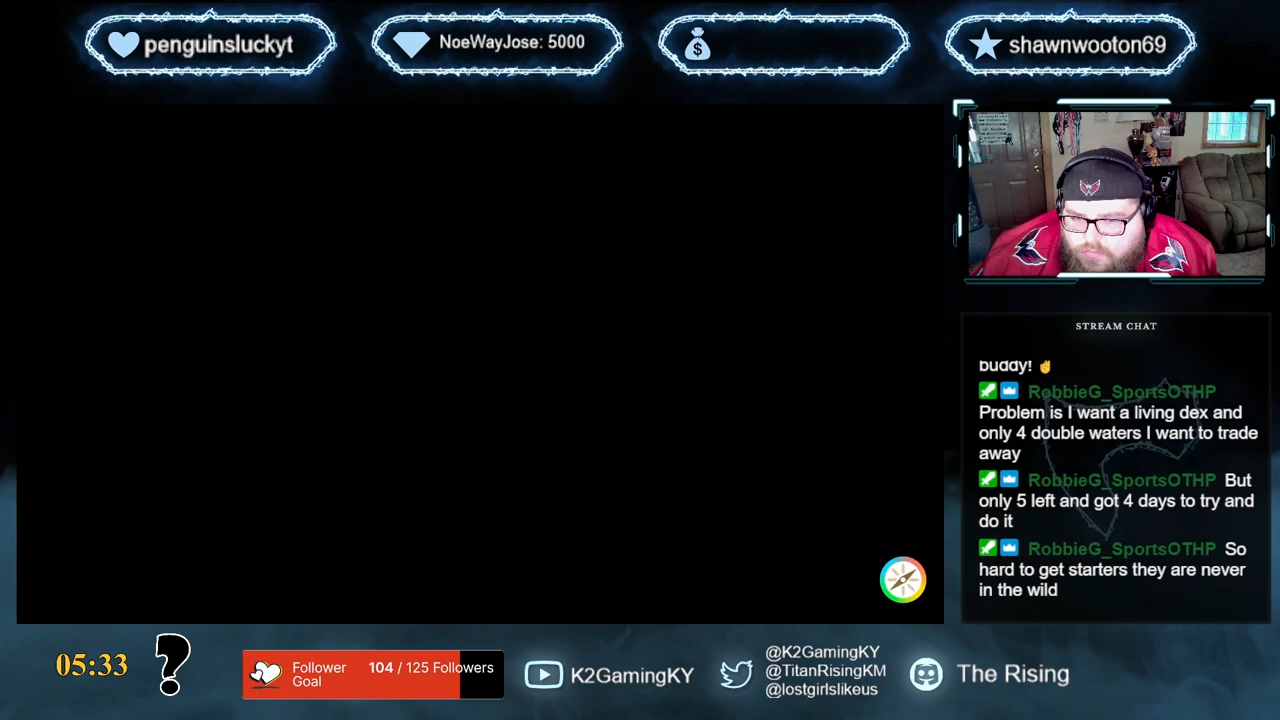 penguinsluckyt
NoeWayJose: 5000
shawnwooton69
STREAM CHAT
buddy! ✌
RobbieG_SportsOTHP
Problem is I want a living dex and
only 4 double waters I want to trade
away
RobbieG_SportsOTHP But
only 5 left and got 4 days to try and
do it
RobbieG_SportsOTHP So
hard to get starters they are never
in the wild
05:33
Follower Goal
104 / 125 Followers
K2GamingKY
@K2GamingKY
@TitanRisingKM
@lostgirlslikeus
The Rising